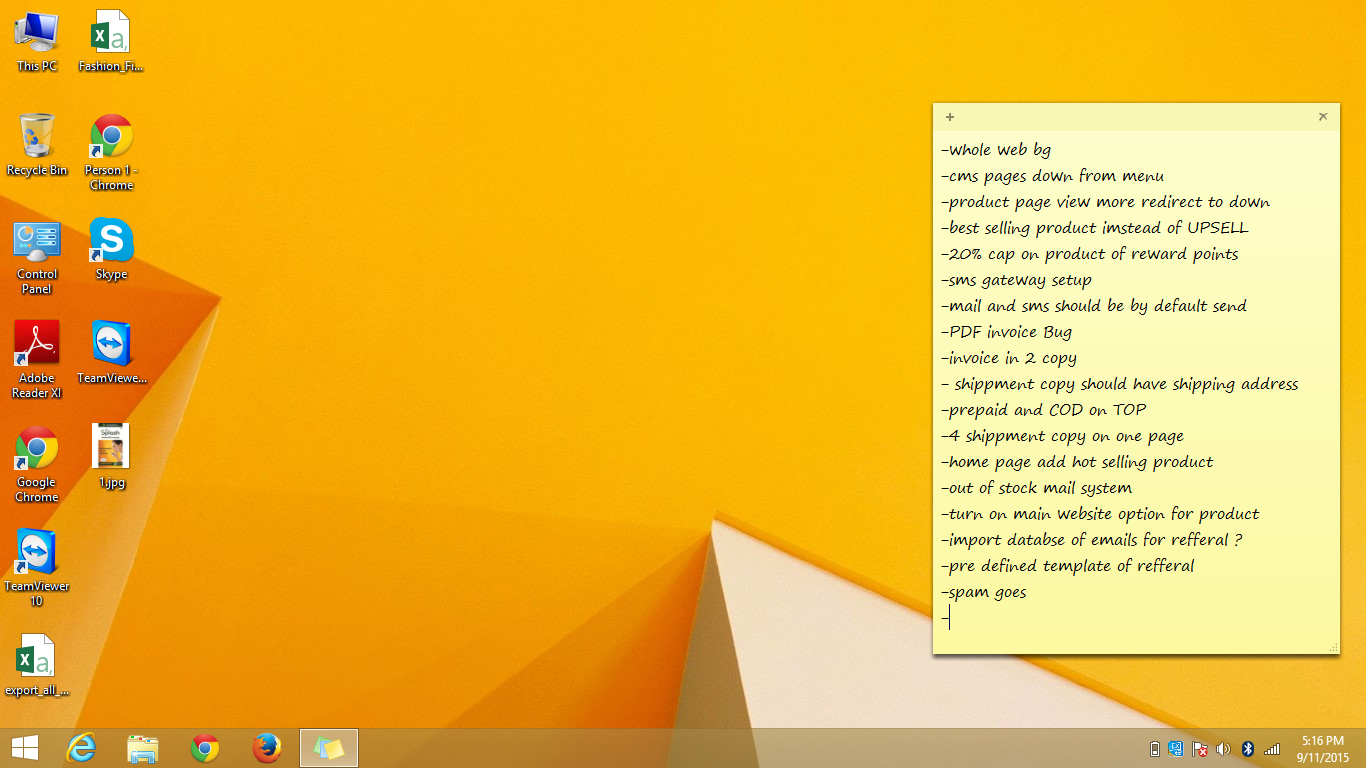 This PC
Fashion_Fi...
Recycle Bin
Person 1 -
Chrome
Control
Panel
Skype
Adobe
Reader XI
TeamViewe...
Google
Chrome
Splash
1.jpg
TeamViewer
10
export_all_...
-whole web bg
-cms pages down from menu
-product page view more redirect to down
-best selling product imstead of UPSELL
-20% cap on product of reward points
-sms gateway setup
-mail and sms should be by default send
-PDF invoice Bug
-invoice in 2 copy
- shippment copy should have shipping address
-prepaid and COD on TOP
-4 shippment copy on one page
-home page add hot selling product
-out of stock mail system
-turn on main website option for product
-import databse of emails for refferal ?
-pre defined template of refferal
-spam goes
-
5:16 PM
9/11/2015